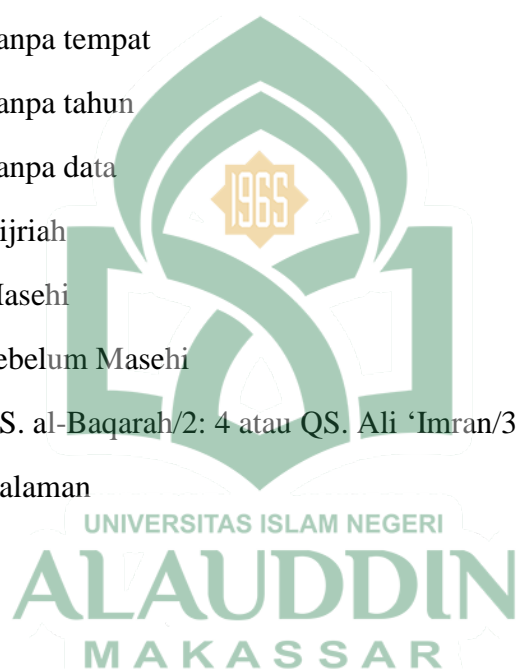 anpa tempat
anpa tahun
anpa data
ijriah
asehi
ebelum Masehi
S. al-Baqarah/2: 4 atau QS. Ali ‘Imran/3
alaman
1965
UNIVERSITAS ISLAM NEGERI
ALAUDDIN
MAKASSAR